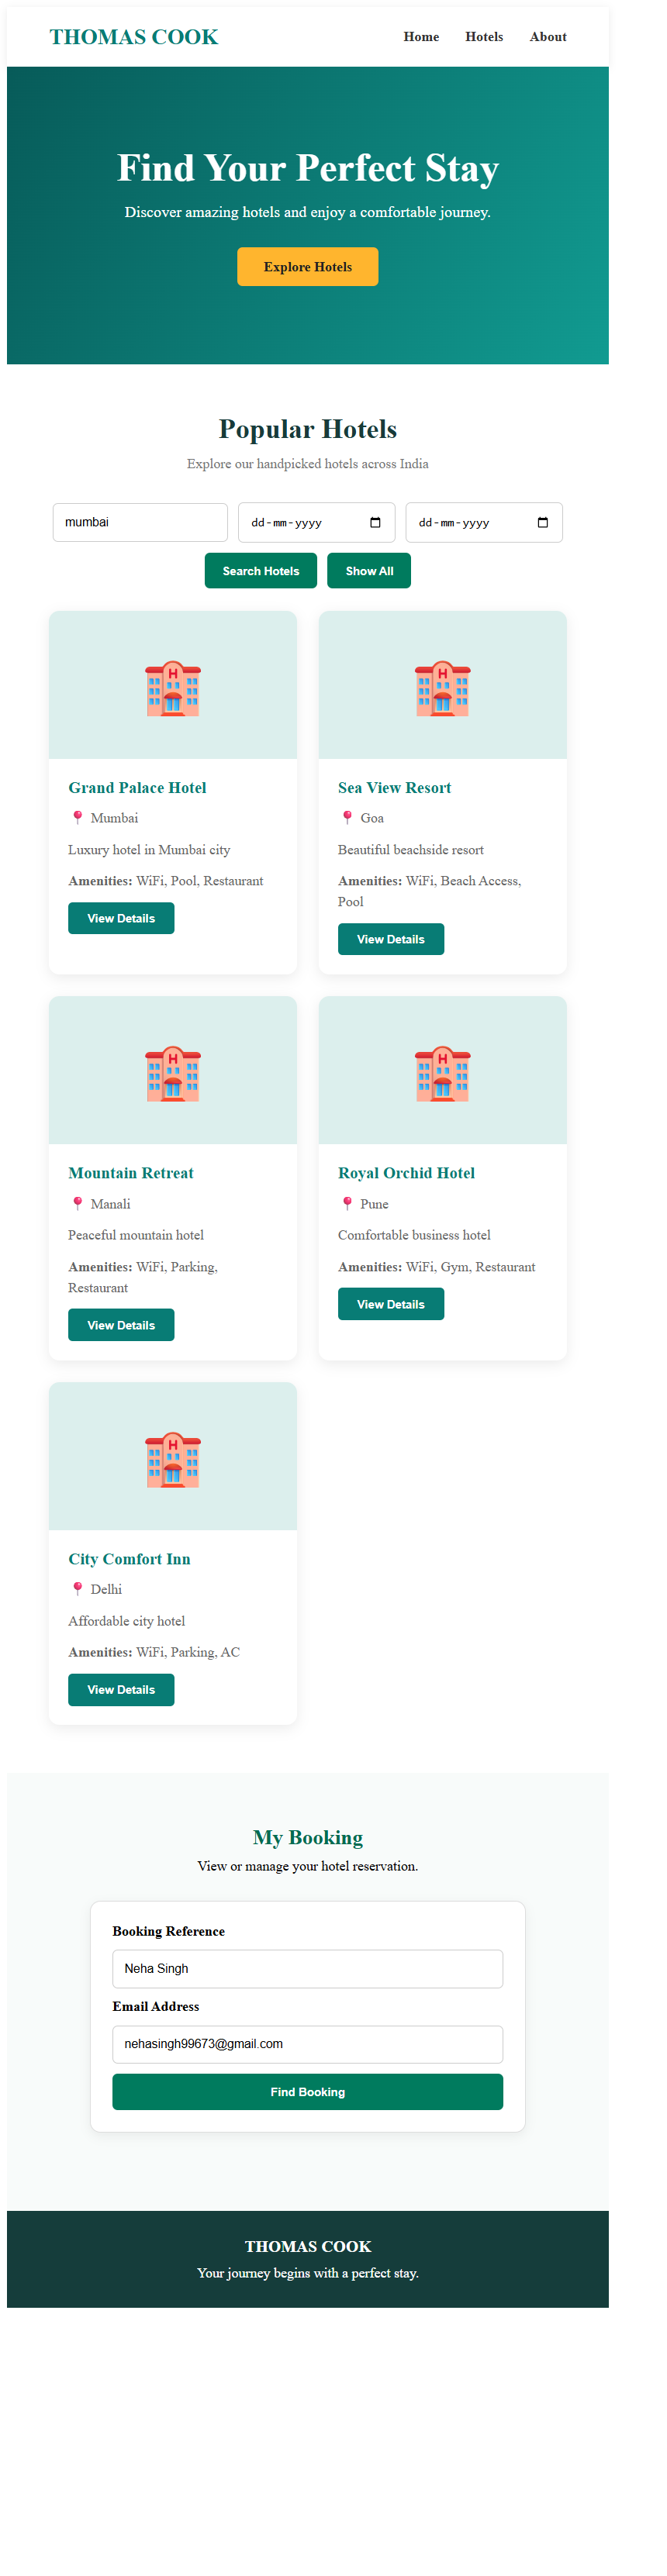 THOMAS COOK
Home Hotels About
Find Your Perfect Stay
Discover amazing hotels and enjoy a comfortable journey.
Explore Hotels
Popular Hotels
Explore our handpicked hotels across India
mumbai
dd-mm-yyyy
dd-mm-yyyy
Search Hotels
Show All
H
Grand Palace Hotel
Mumbai
Luxury hotel in Mumbai city
Amenities: WiFi, Pool, Restaurant
View Details
H
Sea View Resort
Goa
Beautiful beachside resort
Amenities: WiFi, Beach Access,
Pool
View Details
H
Mountain Retreat
Manali
Peaceful mountain hotel
Amenities: WiFi, Parking,
Restaurant
View Details
H
Royal Orchid Hotel
Pune
Comfortable business hotel
Amenities: WiFi, Gym, Restaurant
View Details
H
City Comfort Inn
Delhi
Affordable city hotel
Amenities: WiFi, Parking, AC
View Details
My Booking
View or manage your hotel reservation.
Booking Reference
Neha Singh
Email Address
nehasingh99673@gmail.com
Find Booking
THOMAS COOK
Your journey begins with a perfect stay.